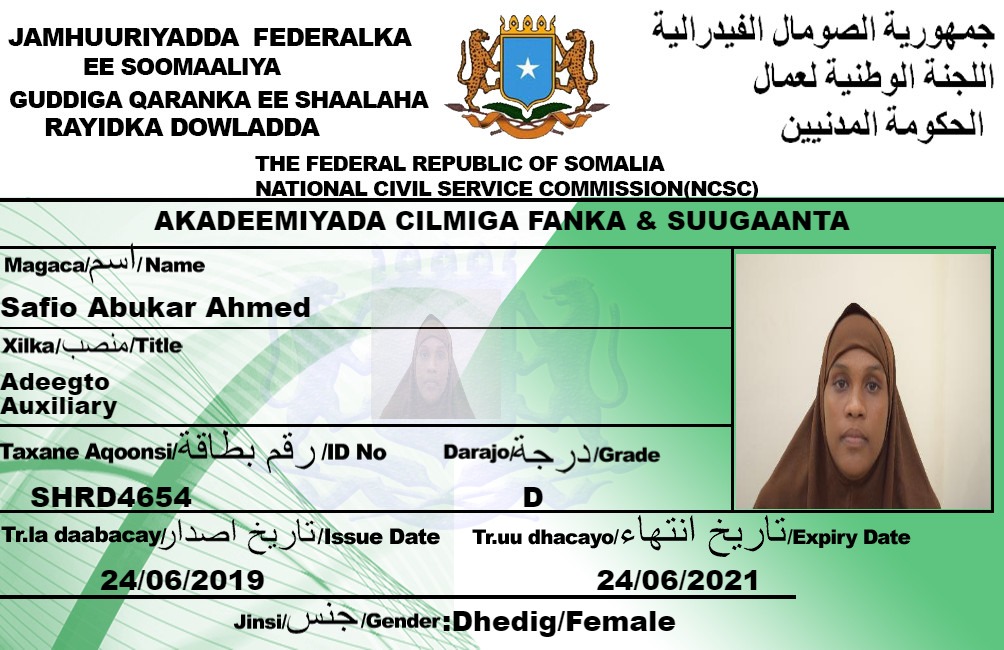 JAMHUURIYADDA FEDERALKA
EE SOOMAALIYA
GUDDIGA QARANKA EE SHAALAHA
RAYIDKA DOWLADDA
جمهورية الصومال الفيدرالية
اللجنة الوطنية لعمال
الحكومة المدنيين
THE FEDERAL REPUBLIC OF SOMALIA
NATIONAL CIVIL SERVICE COMMISSION(NCSC)
AKADEEMIYADA CILMIGA FANKA & SUUGAANTA
Magaca/اسم/Name
Safio Abukar Ahmed
Xilka/منصب/Title
Adeegto
Auxiliary
Taxane Aqoonsi/رقم بطاقة/ID No
Darajo/درجة/Grade
SHRD4654
D
Tr.la daabacay/تاريخ اصدار/Issue Date
Tr.uu dhacayo/تاريخ انتهاء/Expiry Date
24/06/2019
24/06/2021
Jinsi/جنس/Gender:Dhedig/Female